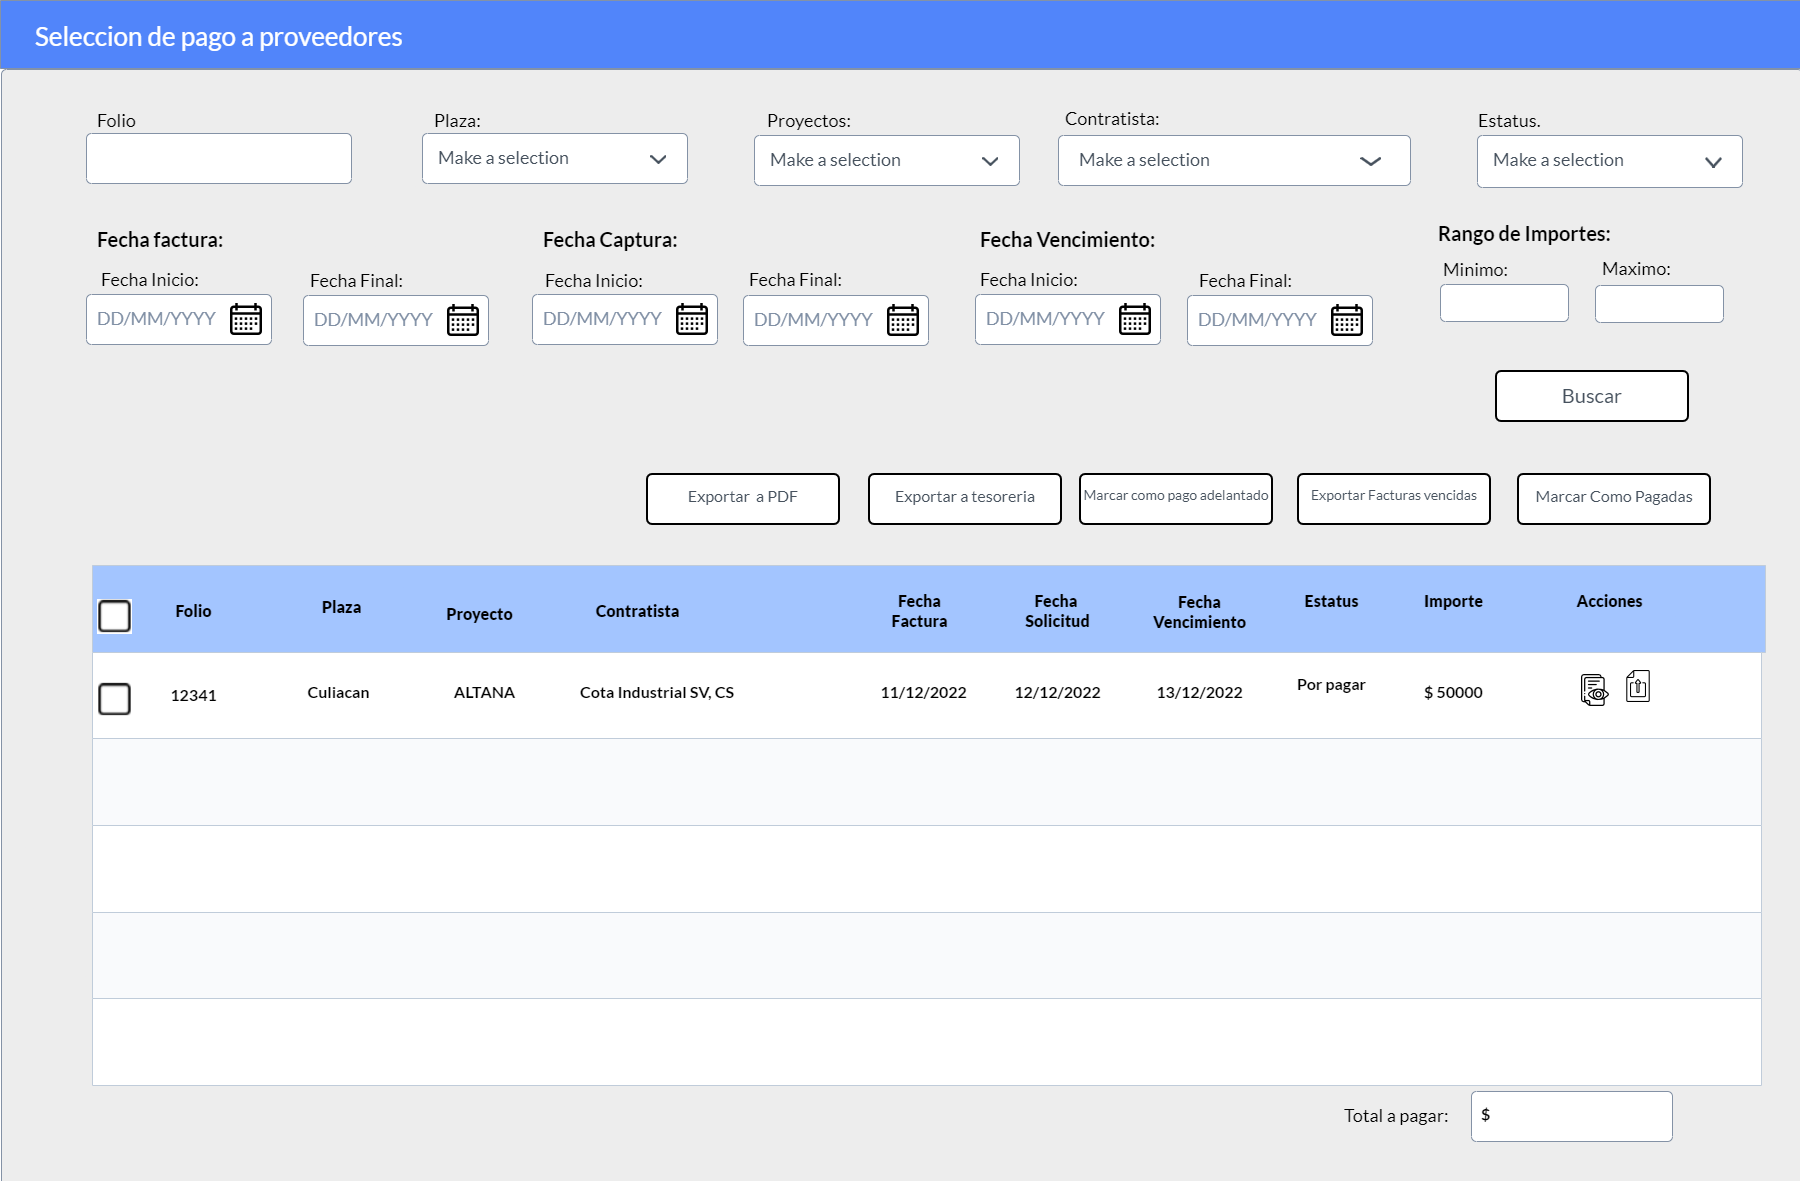 Seleccion de pago a proveedores
Folio
Plaza:
Proyectos:
Contratista:
Estatus.
Make a selection
Make a selection
Make a selection
Make a selection
Fecha factura:
Fecha Captura:
Fecha Vencimiento:
Rango de Importes:
Fecha Inicio:
Fecha Final:
Fecha Inicio:
Fecha Final:
Fecha Inicio:
Fecha Final:
Minimo:
Maximo:
DD/MM/YYYY
DD/MM/YYYY
DD/MM/YYYY
DD/MM/YYYY
DD/MM/YYYY
DD/MM/YYYY
Buscar
Exportar a PDF
Exportar a tesoreria
Marcar como pago adelantado
Exportar Facturas vencidas
Marcar Como Pagadas
Folio
Plaza
Proyecto
Contratista
Fecha
Factura
Fecha
Solicitud
Fecha
Vencimiento
Estatus
Importe
Acciones
12341
Culiacan
ALTANA
Cota Industrial SV, CS
11/12/2022
12/12/2022
13/12/2022
Por pagar
$ 50000
Total a pagar:
$